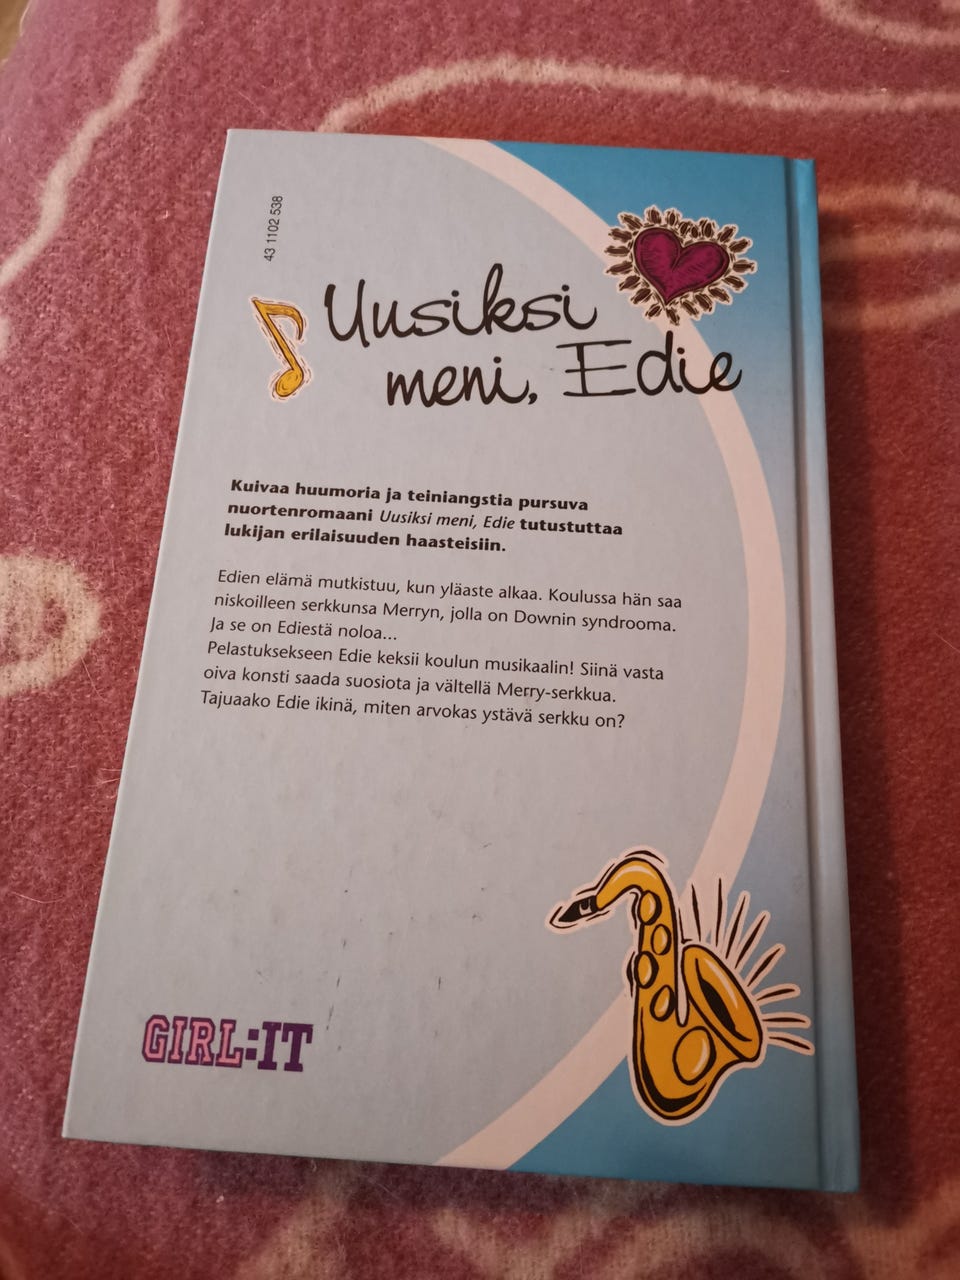 43 1102 538
Uusiksi
meni, Edie
Kuivaa huumoria ja teiniangstia pursuva
nuortenromaani Uusiksi meni, Edie tutustuttaa
lukijan erilaisuuden haasteisiin.
Edien elämä mutkistuu, kun yläaste alkaa. Koulussa hän saa
niskoilleen serkkunsa Merryn, jolla on Downin syndrooma.
Ja se on Ediestä noloa...
Pelastuksekseen Edie keksii koulun musikaalin! Siinä vasta
oiva konsti saada suosiota ja vältellä Merry-serkkua.
Tajuaako Edie ikinä, miten arvokas ystävä serkku on?
GIRL:IT